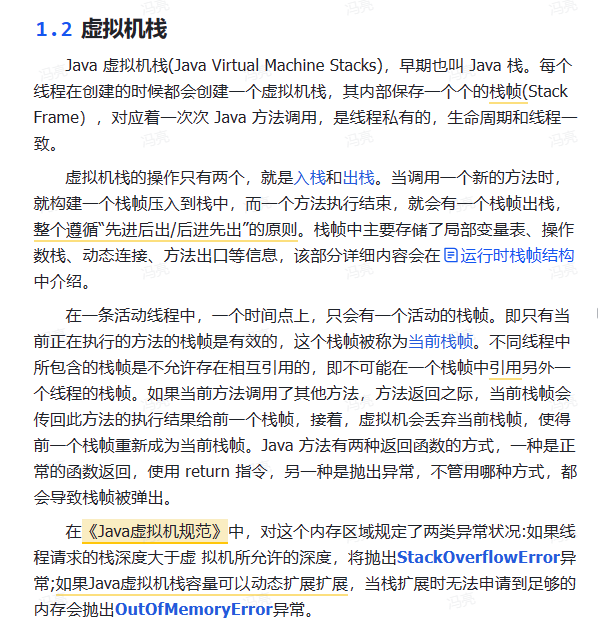 1.2 虚拟机栈
Java 虚拟机栈(Java Virtual Machine Stacks)，早期也叫 Java 栈。每个
线程在创建的时候都会创建一个虚拟机栈，其内部保存一个个的栈帧(Stack
Frame），对应着一次次 Java 方法调用，是线程私有的，生命周期和线程一
致。
虚拟机栈的操作只有两个，就是入栈和出栈。当调用一个新的方法时，
就构建一个栈帧压入到栈中，而一个方法执行结束，就会有一个栈帧出栈，
整个遵循“先进后出/后进先出”的原则。栈帧中主要存储了局部变量表、操作
数栈、动态连接、方法出口等信息，该部分详细内容会在运行时栈帧结构
中介绍。
在一条活动线程中，一个时间点上，只会有一个活动的栈帧。即只有当
前正在执行的方法的栈帧是有效的，这个栈帧被称为当前栈帧。不同线程中
所包含的栈帧是不允许存在相互引用的，即不可能在一个栈帧中引用另外一
个线程的栈帧。如果当前方法调用了其他方法，方法返回之际，当前栈帧会
传回此方法的执行结果给前一个栈帧，接着，虚拟机会丢弃当前栈帧，使得
前一个栈帧重新成为当前栈帧。Java 方法有两种返回函数的方式，一种是正
常的函数返回，使用 return 指令，另一种是抛出异常，不管用哪种方式，都
会导致栈帧被弹出。
在《Java虚拟机规范》中，对这个内存区域规定了两类异常状况:如果线
程请求的栈深度大于虚 拟机所允许的深度，将抛出StackOverflowError异
常;如果Java虚拟机栈容量可以动态扩展扩展，当栈扩展时无法申请到足够的
内存会抛出OutOfMemoryError异常。
冯亮